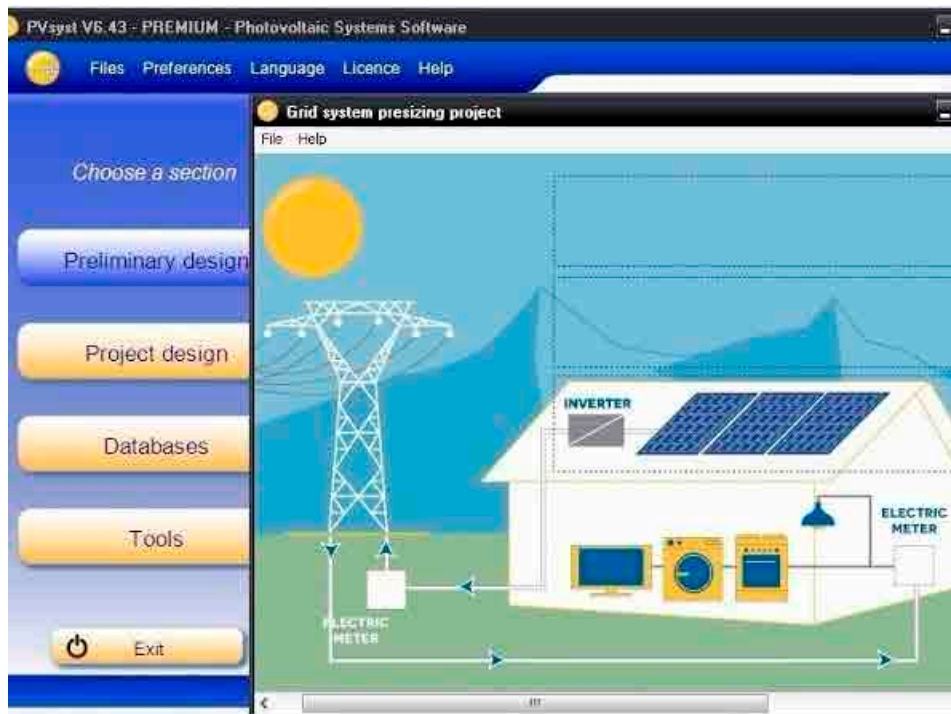 PVsyst V6.43 - PREMIUM - Photovoltaic Systems Software
Files Preferences Language Licence Help
Grid system presizing project
File Help
Choose a section
Preliminary design
Project design
Databases
Tools
Exit
INVERTER
ELECTRIC
METER
ELECTRIC
METER